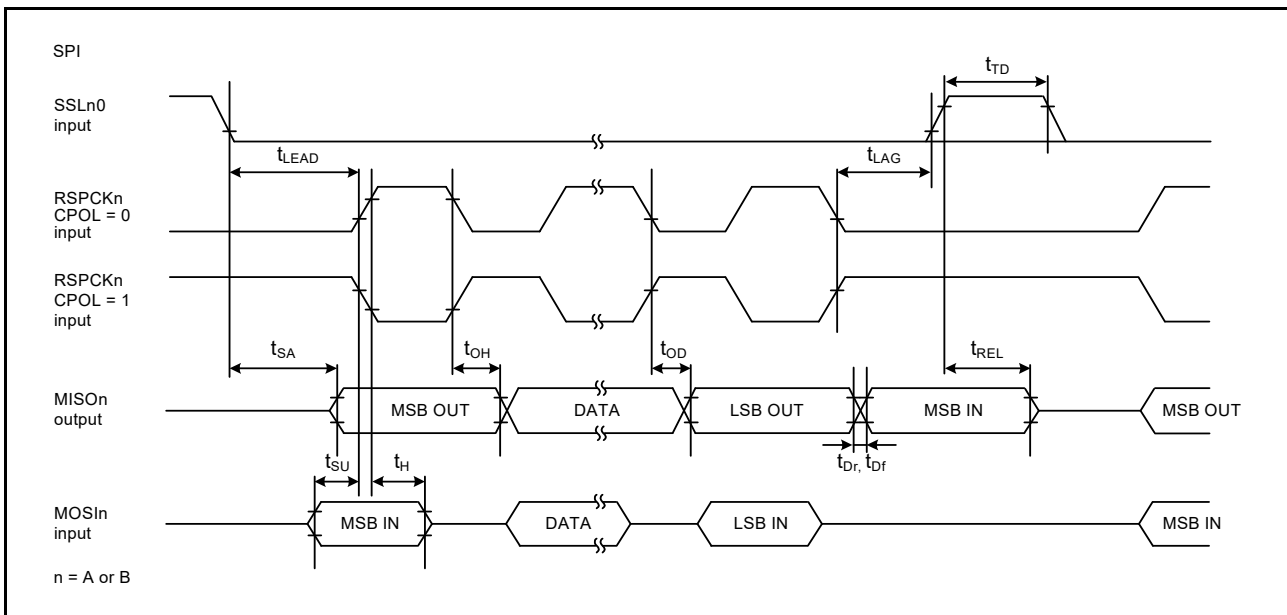 SPI
tTD
SSLn0
input
tLEAD
tLAG
RSPCKn
CPOL = 0
input
RSPCKn
CPOL = 1
input
tSA
tOH
tOD
tREL
MISOn
output
MSB OUT
DATA
LSB OUT
MSB IN
MSB OUT
tSU
tH
tDr, tDf
MOSIn
input
MSB IN
DATA
LSB IN
MSB IN
n = A or B